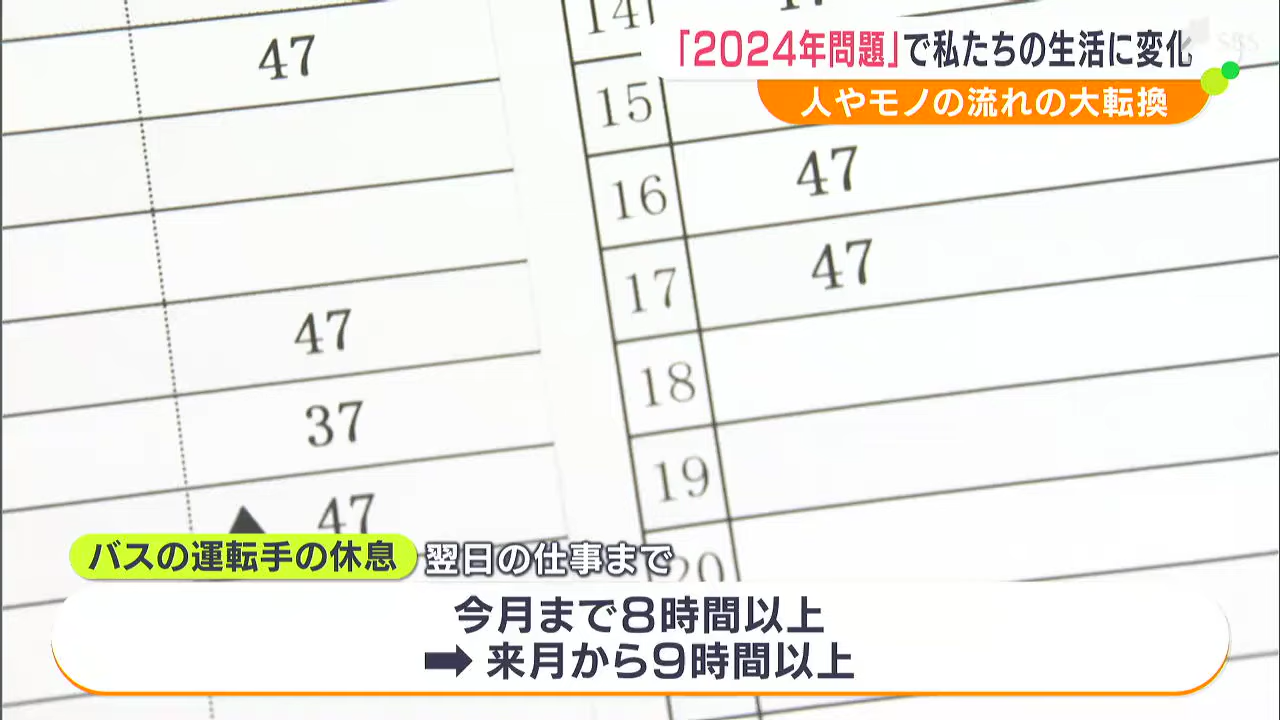 「2024年問題」で私たちの生活に変化
人やモノの流れの大転換
SBS
47
47
37
▲ 47
14
15
16 47
17 47
18
19
20
バスの運転手の休息 翌日の仕事まで
今月まで8時間以上
➡ 来月から9時間以上